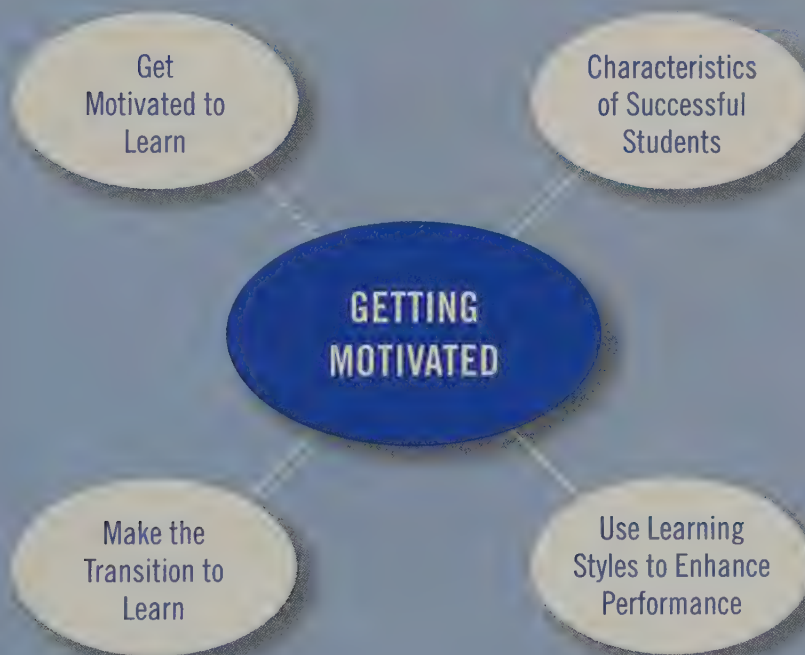 Get
Motivated to
Learn
Characteristics
of Successful
Students
GETTING
MOTIVATED
Make the
Transition to
Learn
Use Learning
Styles to Enhance
Performance